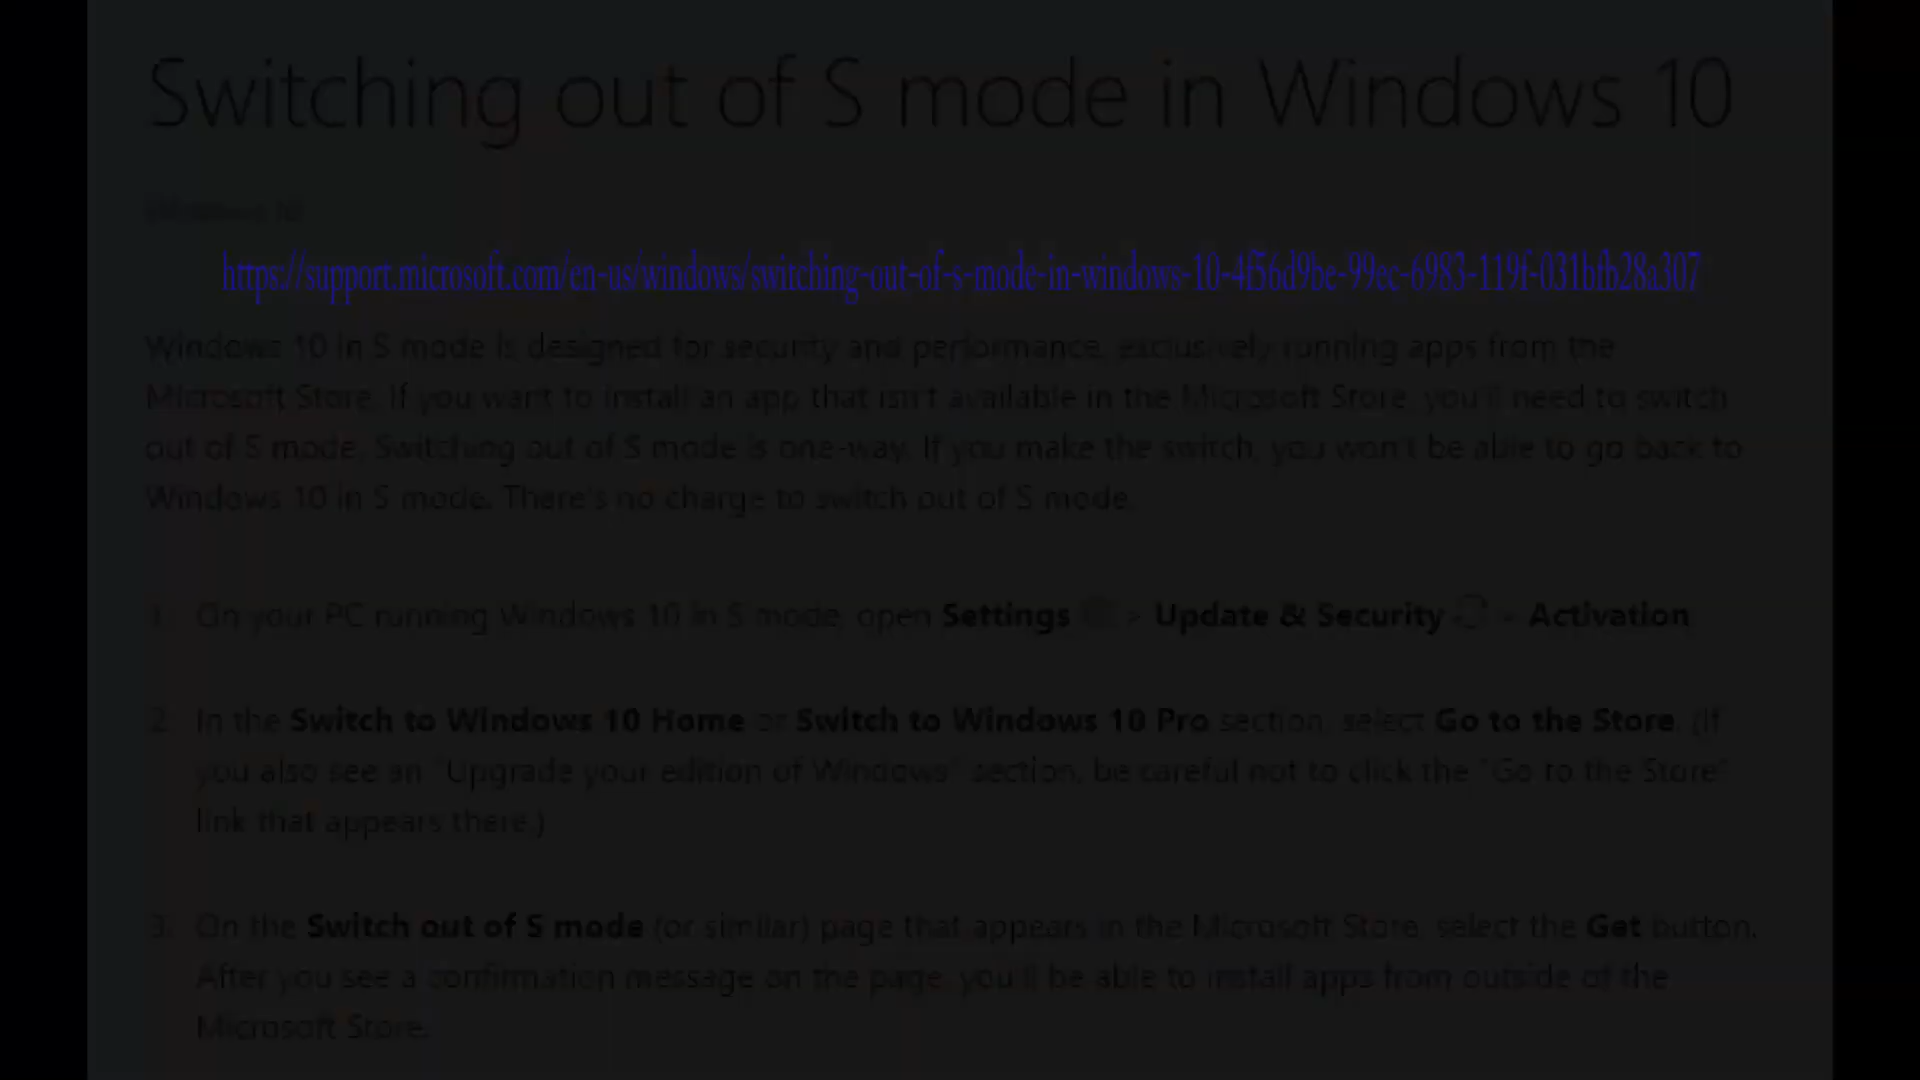 Switching out of S mode in Windows 10
Windows 10
https://support.microsoft.com/en-us/windows/switching-out-of-s-mode-in-windows-10-4f56d9be-99ec-6983-119f-031bfb28a307
Windows 10 in S mode is designed for security and performance, exclusively running apps from the
Microsoft Store. If you want to install an app that isn't available in the Microsoft Store, you'll need to switch
out of S mode. Switching out of S mode is one-way. If you make the switch, you won't be able to go back to
Windows 10 in S mode. There's no charge to switch out of S mode.
1. On your PC running Windows 10 in S mode, open Settings > Update & Security > Activation
2. In the Switch to Windows 10 Home or Switch to Windows 10 Pro section, select Go to the Store. (If
you also see an "Upgrade your edition of Windows" section, be careful not to click the "Go to the Store"
link that appears there.)
3. On the Switch out of S mode (or similar) page that appears in the Microsoft Store, select the Get button.
After you see a confirmation message on the page, you'll be able to install apps from outside of the
Microsoft Store.